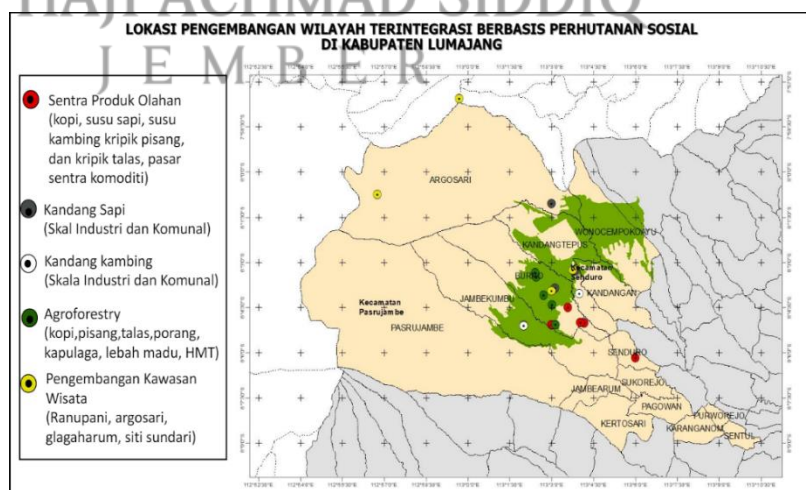 HAJI ACHMAD SIDDIQ
JEMBER
LOKASI PENGEMBANGAN WILAYAH TERINTEGRASI BERBASIS PERHUTANAN SOSIAL
DI KABUPATEN LUMAJANG
Sentra Produk Olahan
(kopi, susu sapi, susu
kambing kripik pisang,
dan kripik talas, pasar
sentra komoditi)
Kandang Sapi
(Skal Industri dan Komunal)
Kandang kambing
(Skala Industri dan Komunal)
Agroforestry
(kopi,pisang,talas,porang,
kapulaga, lebah madu, HMT)
Pengembangan Kawasan
Wisata
(Ranupani, argosari,
glagaharum, siti sundari)
ARGOSARI
WONOCEMPOKOAYU
KANDANGTEPUS
BURNO
Kecamatan
Senduro
KANDANGAN
JAMBEKUMBU
Kecamatan
Pasrujambe
PASRUJAMBE
SENDURO
SUKOREJO
JAMBEARUM
PAGOWAN
PURWOREJO
KERTOSARI
KARANGANOM
SENTUL